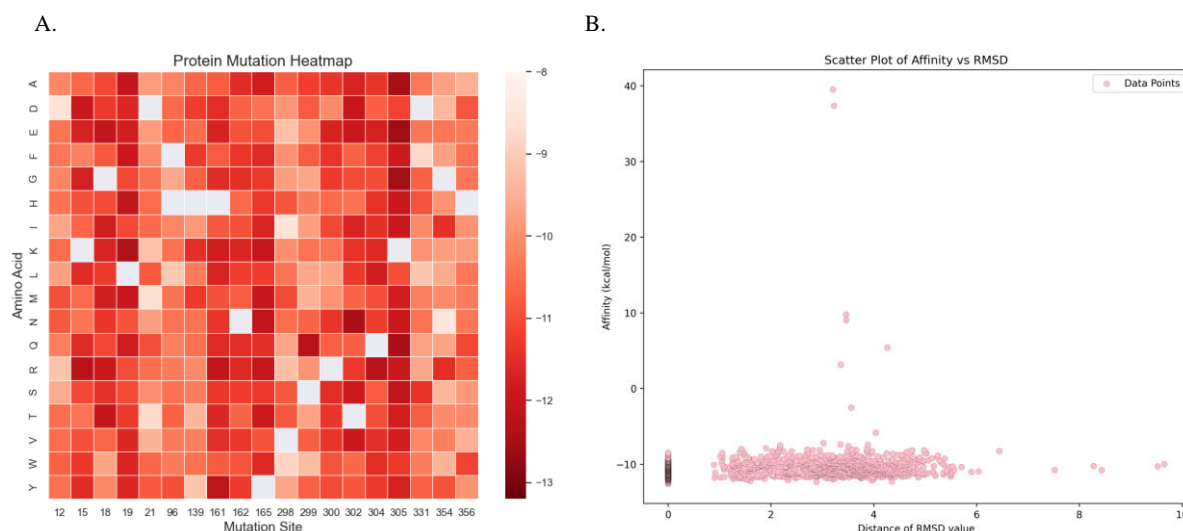 A.
B.
Protein Mutation Heatmap
Amino Acid
A
D
E
F
G
H
I
K
L
M
N
Q
R
S
T
V
W
Y
12 15 18 19 21 96 139 161 162 165 298 299 300 302 304 305 331 354 356
Mutation Site
−8
−9
−10
−11
−12
−13
Scatter Plot of Affinity vs RMSD
Data Points
Affinity (kcal/mol)
40
30
20
10
0
−10
0 2 4 6 8 10
Distance of RMSD value